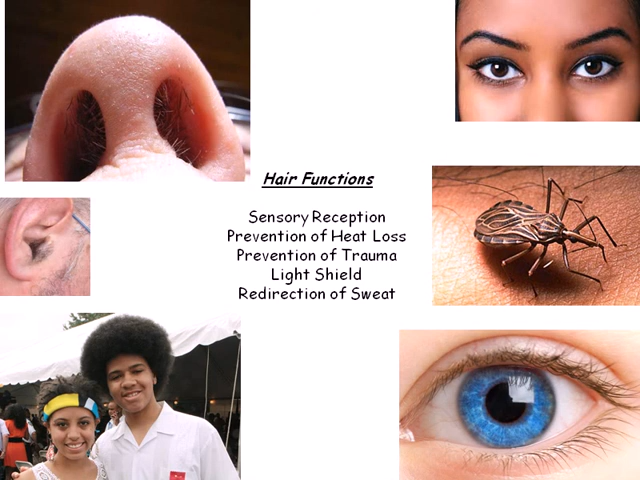 Hair Functions
Sensory Reception
Prevention of Heat Loss
Prevention of Trauma
Light Shield
Redirection of Sweat